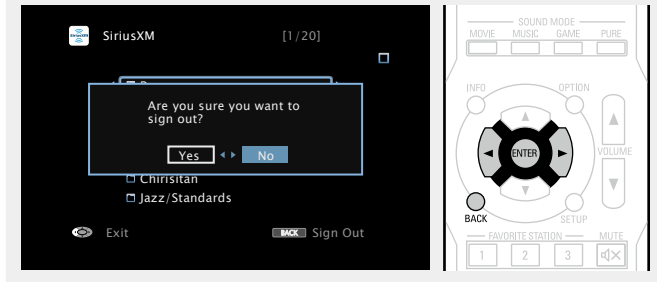 SiriusXM [1/20]
Are you sure you want to
sign out?
Yes No
Chirisitan
Jazz/Standards
Exit BACK Sign Out
SOUND MODE
MOVIE MUSIC GAME PURE
INFO OPTION
ENTER
VOLUME
BACK SETUP
FAVORITE STATION MUTE
1 2 3